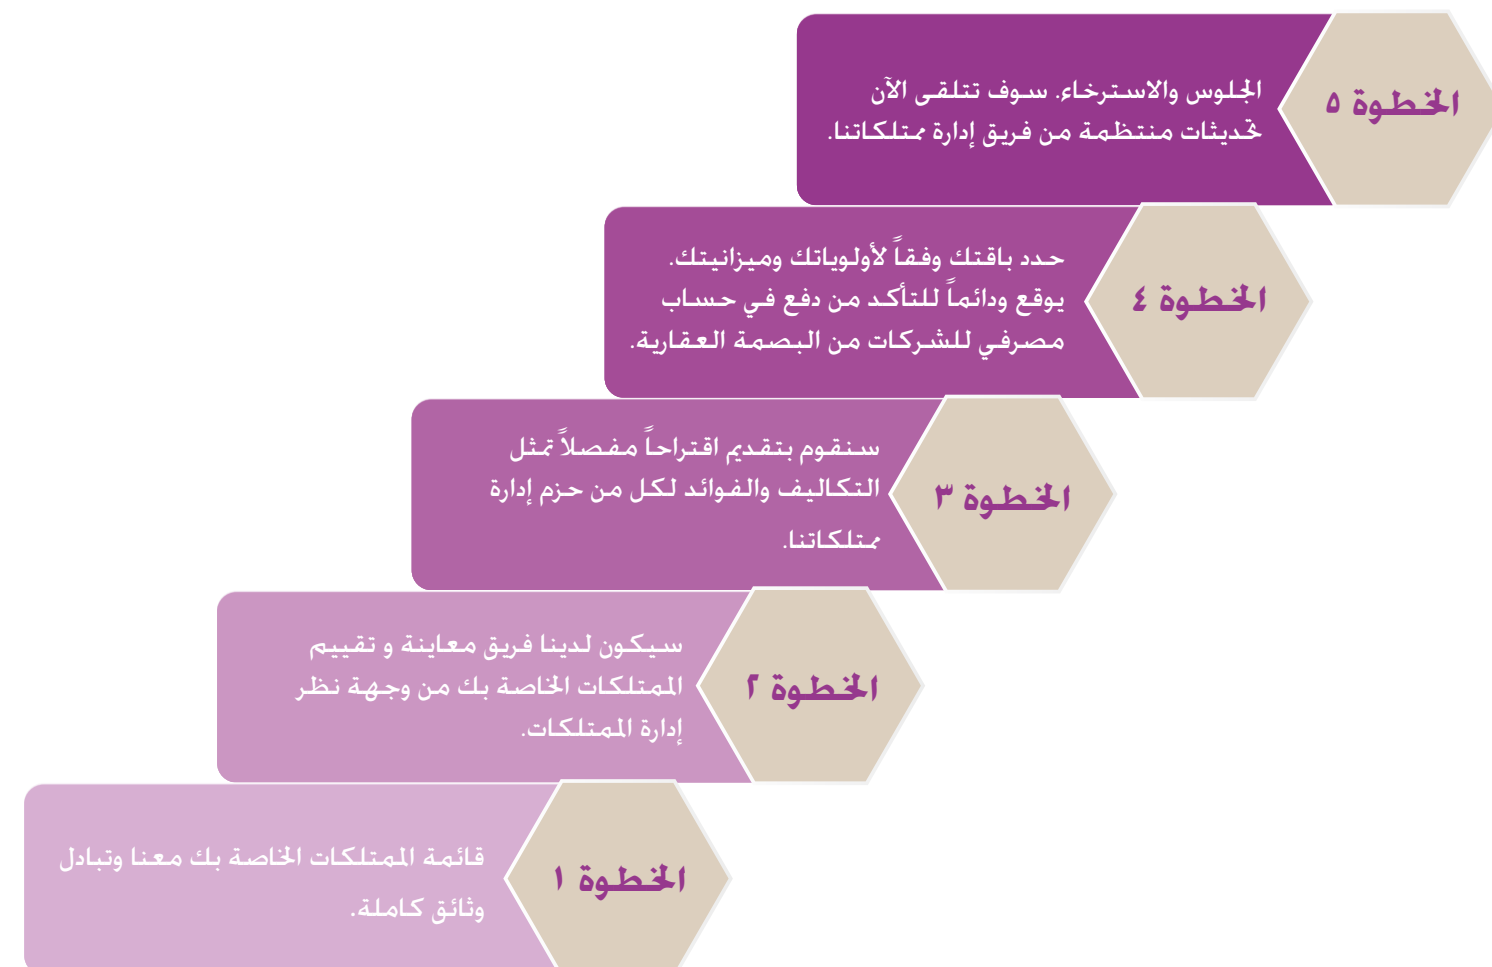 الخطوة ٥
الجلوس والاسترخاء. سوف تتلقى الآن
تحديثات منتظمة من فريق إدارة ممتلكاتنا.
الخطوة ٤
حدد باقتك وفقاً لأولوياتك وميزانيتك.
يوقع ودائماً للتأكد من دفع في حساب
مصرفي للشركات من البصمة العقارية.
الخطوة ٣
سنقوم بتقديم اقتراحاً مفصلاً تمثل
التكاليف والفوائد لكل من حزم إدارة
ممتلكاتنا.
الخطوة ٢
سيكون لدينا فريق معاينة و تقييم
الممتلكات الخاصة بك من وجهة نظر
إدارة الممتلكات.
الخطوة ١
قائمة الممتلكات الخاصة بك معنا وتبادل
وثائق كاملة.